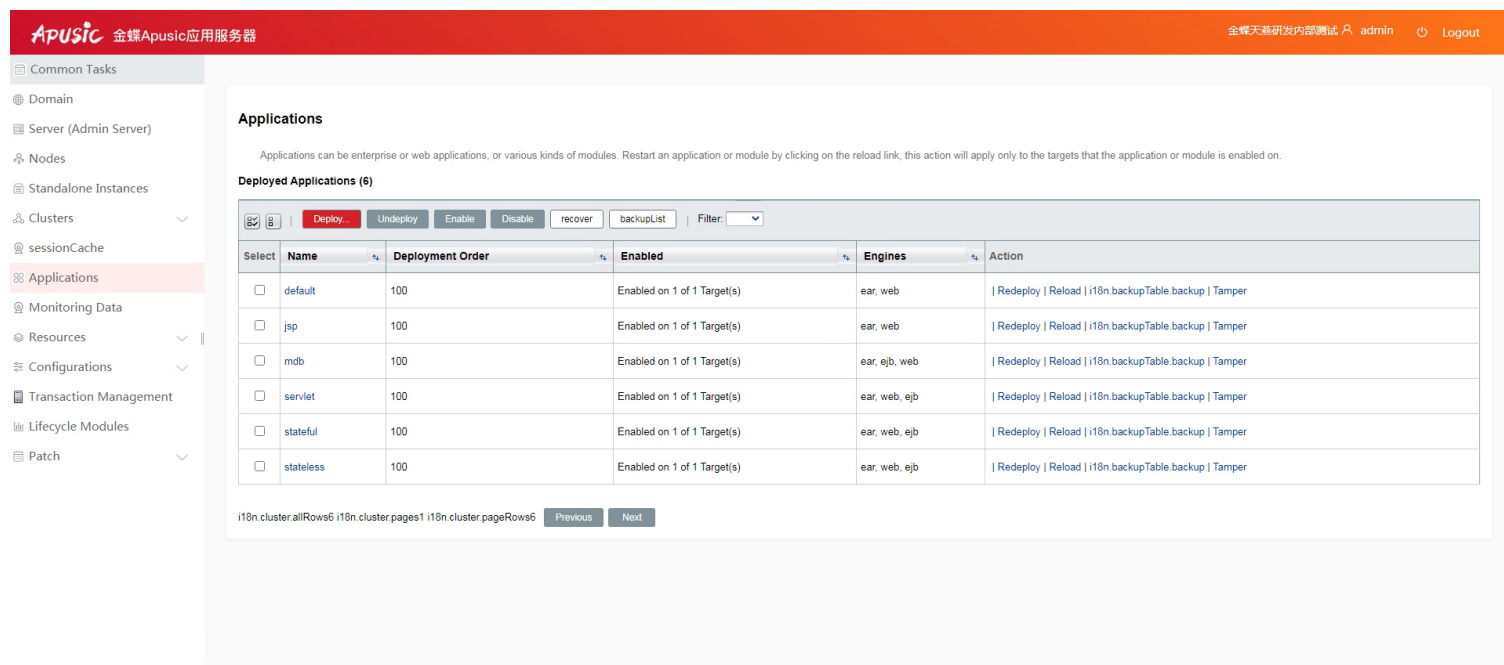 Apusic 金蝶Apusic应用服务器
金蝶天燕研发内部测试 admin Logout
Common Tasks
Domain
Server (Admin Server)
Nodes
Standalone Instances
Clusters
sessionCache
Applications
Monitoring Data
Resources
Configurations
Transaction Management
Lifecycle Modules
Patch
Applications
Applications can be enterprise or web applications, or various kinds of modules. Restart an application or module by clicking on the reload link, this action will apply only to the targets that the application or module is enabled on.
Deployed Applications (6)
| Deploy... Undeploy Enable Disable recover backupList | Filter:
Select Name Deployment Order Enabled Engines Action
default 100 Enabled on 1 of 1 Target(s) ear, web | Redeploy | Reload | i18n.backupTable.backup | Tamper
jsp 100 Enabled on 1 of 1 Target(s) ear, web | Redeploy | Reload | i18n.backupTable.backup | Tamper
mdb 100 Enabled on 1 of 1 Target(s) ear, ejb, web | Redeploy | Reload | i18n.backupTable.backup | Tamper
servlet 100 Enabled on 1 of 1 Target(s) ear, web, ejb | Redeploy | Reload | i18n.backupTable.backup | Tamper
stateful 100 Enabled on 1 of 1 Target(s) ear, web, ejb | Redeploy | Reload | i18n.backupTable.backup | Tamper
stateless 100 Enabled on 1 of 1 Target(s) ear, web, ejb | Redeploy | Reload | i18n.backupTable.backup | Tamper
i18n.cluster.allRows6 i18n.cluster.pages1 i18n.cluster.pageRows6 Previous Next